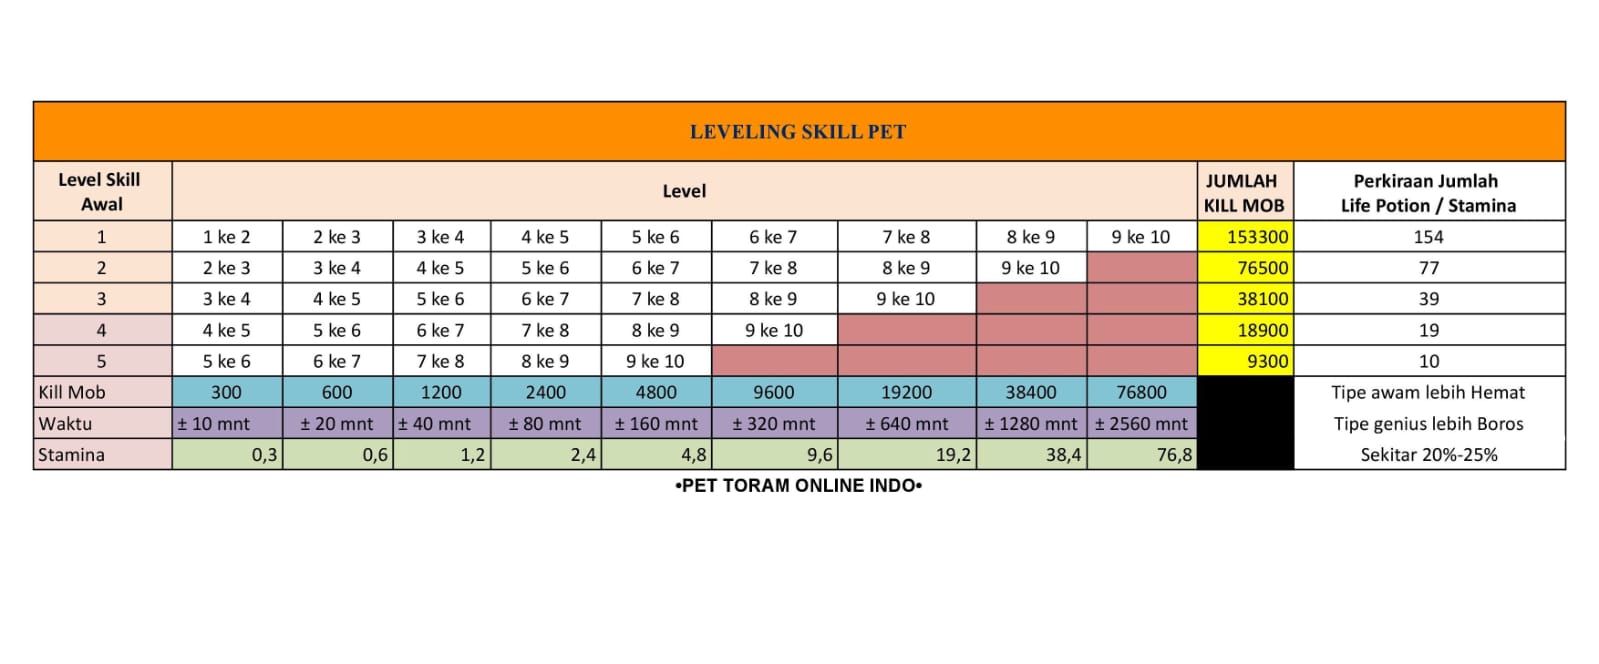 LEVELING SKILL PET
Level Skill Awal Level JUMLAH KILL MOB Perkiraan Jumlah Life Potion / Stamina
1 1 ke 2 2 ke 3 3 ke 4 4 ke 5 5 ke 6 6 ke 7 7 ke 8 8 ke 9 9 ke 10 153300 154
2 2 ke 3 3 ke 4 4 ke 5 5 ke 6 6 ke 7 7 ke 8 8 ke 9 9 ke 10 76500 77
3 3 ke 4 4 ke 5 5 ke 6 6 ke 7 7 ke 8 8 ke 9 9 ke 10 38100 39
4 4 ke 5 5 ke 6 6 ke 7 7 ke 8 8 ke 9 9 ke 10 18900 19
5 5 ke 6 6 ke 7 7 ke 8 8 ke 9 9 ke 10 9300 10
Kill Mob 300 600 1200 2400 4800 9600 19200 38400 76800 Tipe awam lebih Hemat
Waktu ± 10 mnt ± 20 mnt ± 40 mnt ± 80 mnt ± 160 mnt ± 320 mnt ± 640 mnt ± 1280 mnt ± 2560 mnt Tipe genius lebih Boros
Stamina 0,3 0,6 1,2 2,4 4,8 9,6 19,2 38,4 76,8 Sekitar 20%-25%
•PET TORAM ONLINE INDO•